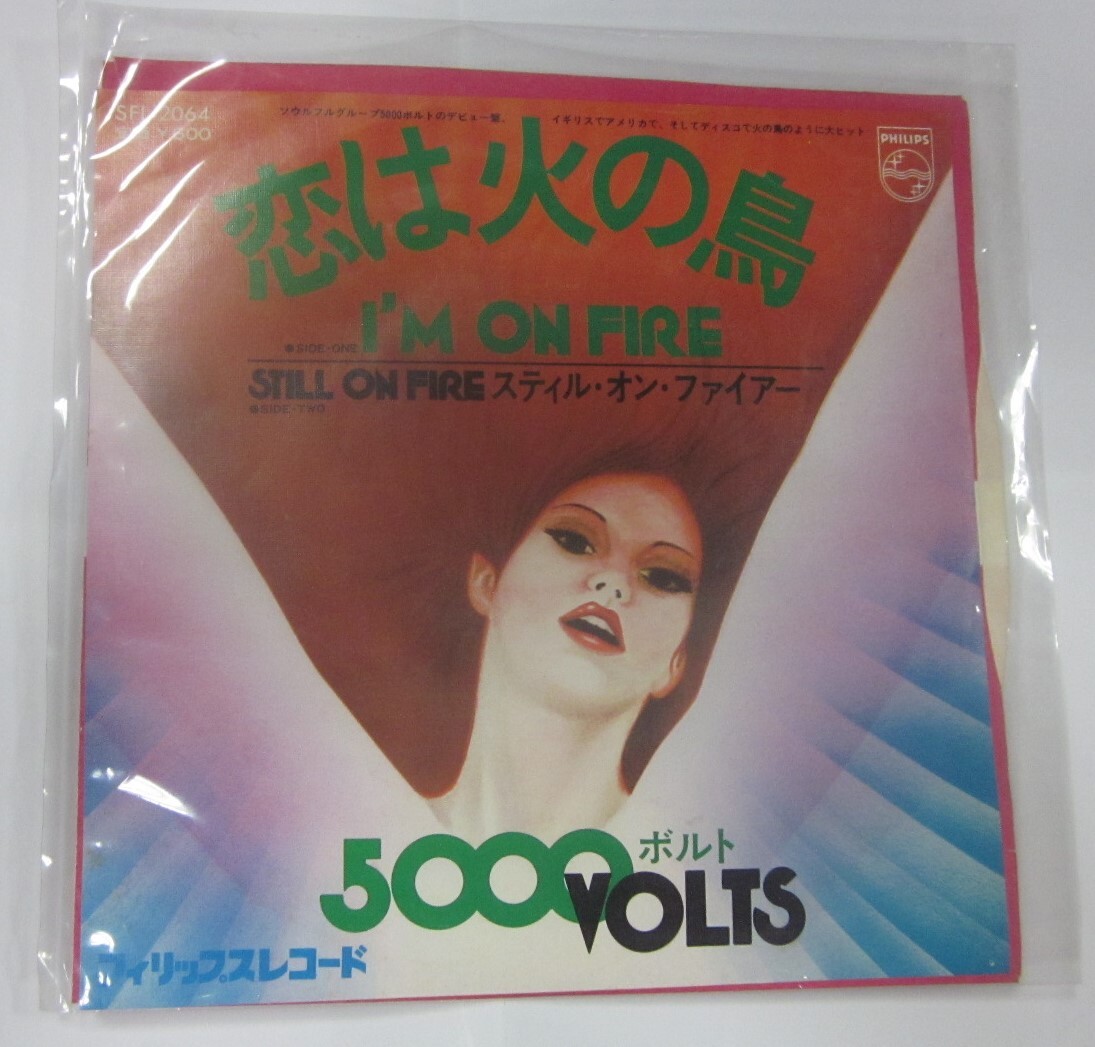 SFL-2064
¥500
ソウルフルグループ5000ボルトのデビュー盤、 イギリスでアメリカで、そしてディスコで火の鳥のように大ヒット
PHILIPS
恋は火の鳥
●SIDE・ONE I'M ON FIRE
STILL ON FIRE スティル・オン・ファイアー
●SIDE・TWO
5000 ボルト
VOLTS
フィリップスレコード